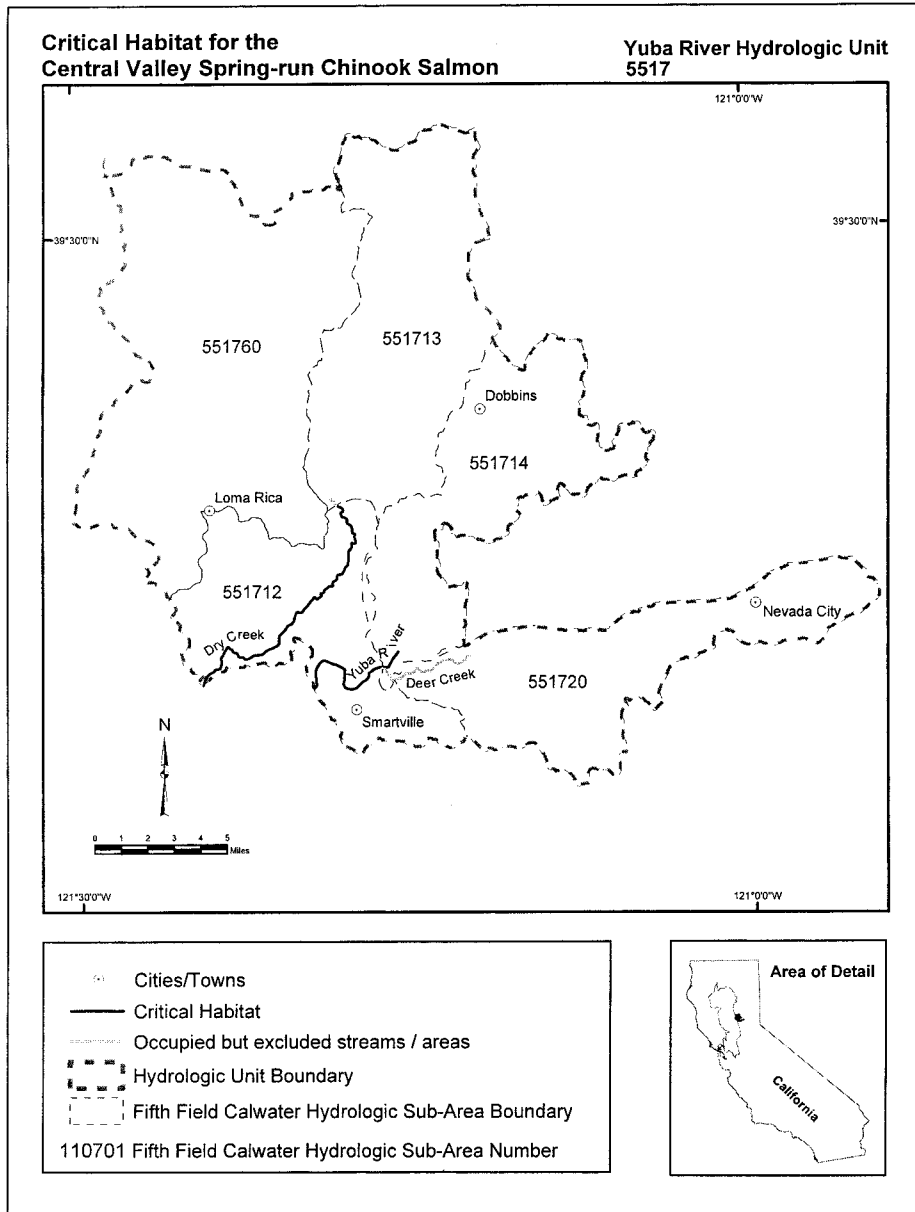 Critical Habitat for the
Central Valley Spring-run Chinook Salmon
Yuba River Hydrologic Unit
5517
121°0'0"W
39°30'0"N
39°30'0"N
551760
551713
Dobbins
551714
Loma Rica
551712
Nevada City
Dry Creek
Yuba River
Deer Creek
551720
Smartville
N
0 1 2 3 4 5
Miles
121°30'0"W
121°0'0"W
Cities/Towns
Critical Habitat
Occupied but excluded streams / areas
Hydrologic Unit Boundary
Fifth Field Calwater Hydrologic Sub-Area Boundary
110701 Fifth Field Calwater Hydrologic Sub-Area Number
Area of Detail
California